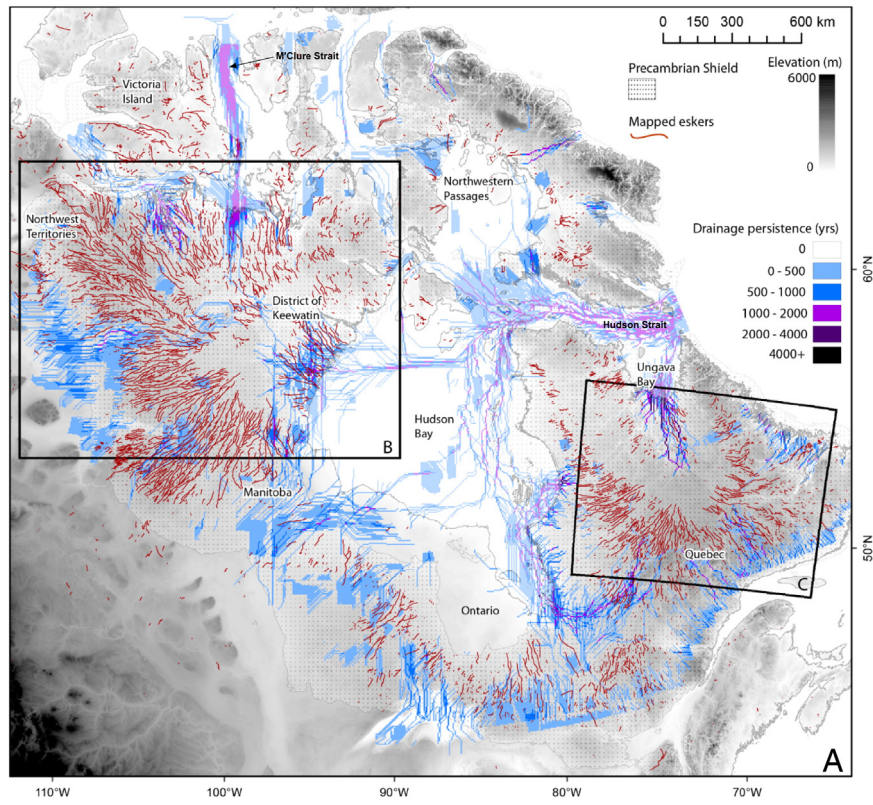 0 150 300 600 km
M'Clure Strait
Precambrian Shield
Elevation (m)
6000
0
Mapped eskers
Victoria
Island
Northwestern
Passages
Northwest
Territories
Drainage persistence (yrs)
0
0 - 500
500 - 1000
1000 - 2000
2000 - 4000
4000+
60°N
District of
Keewatin
Hudson Strait
Ungava
Bay
Hudson
Bay
B
Manitoba
50°N
Quebec
C
Ontario
A
110°W 100°W 90°W 80°W 70°W